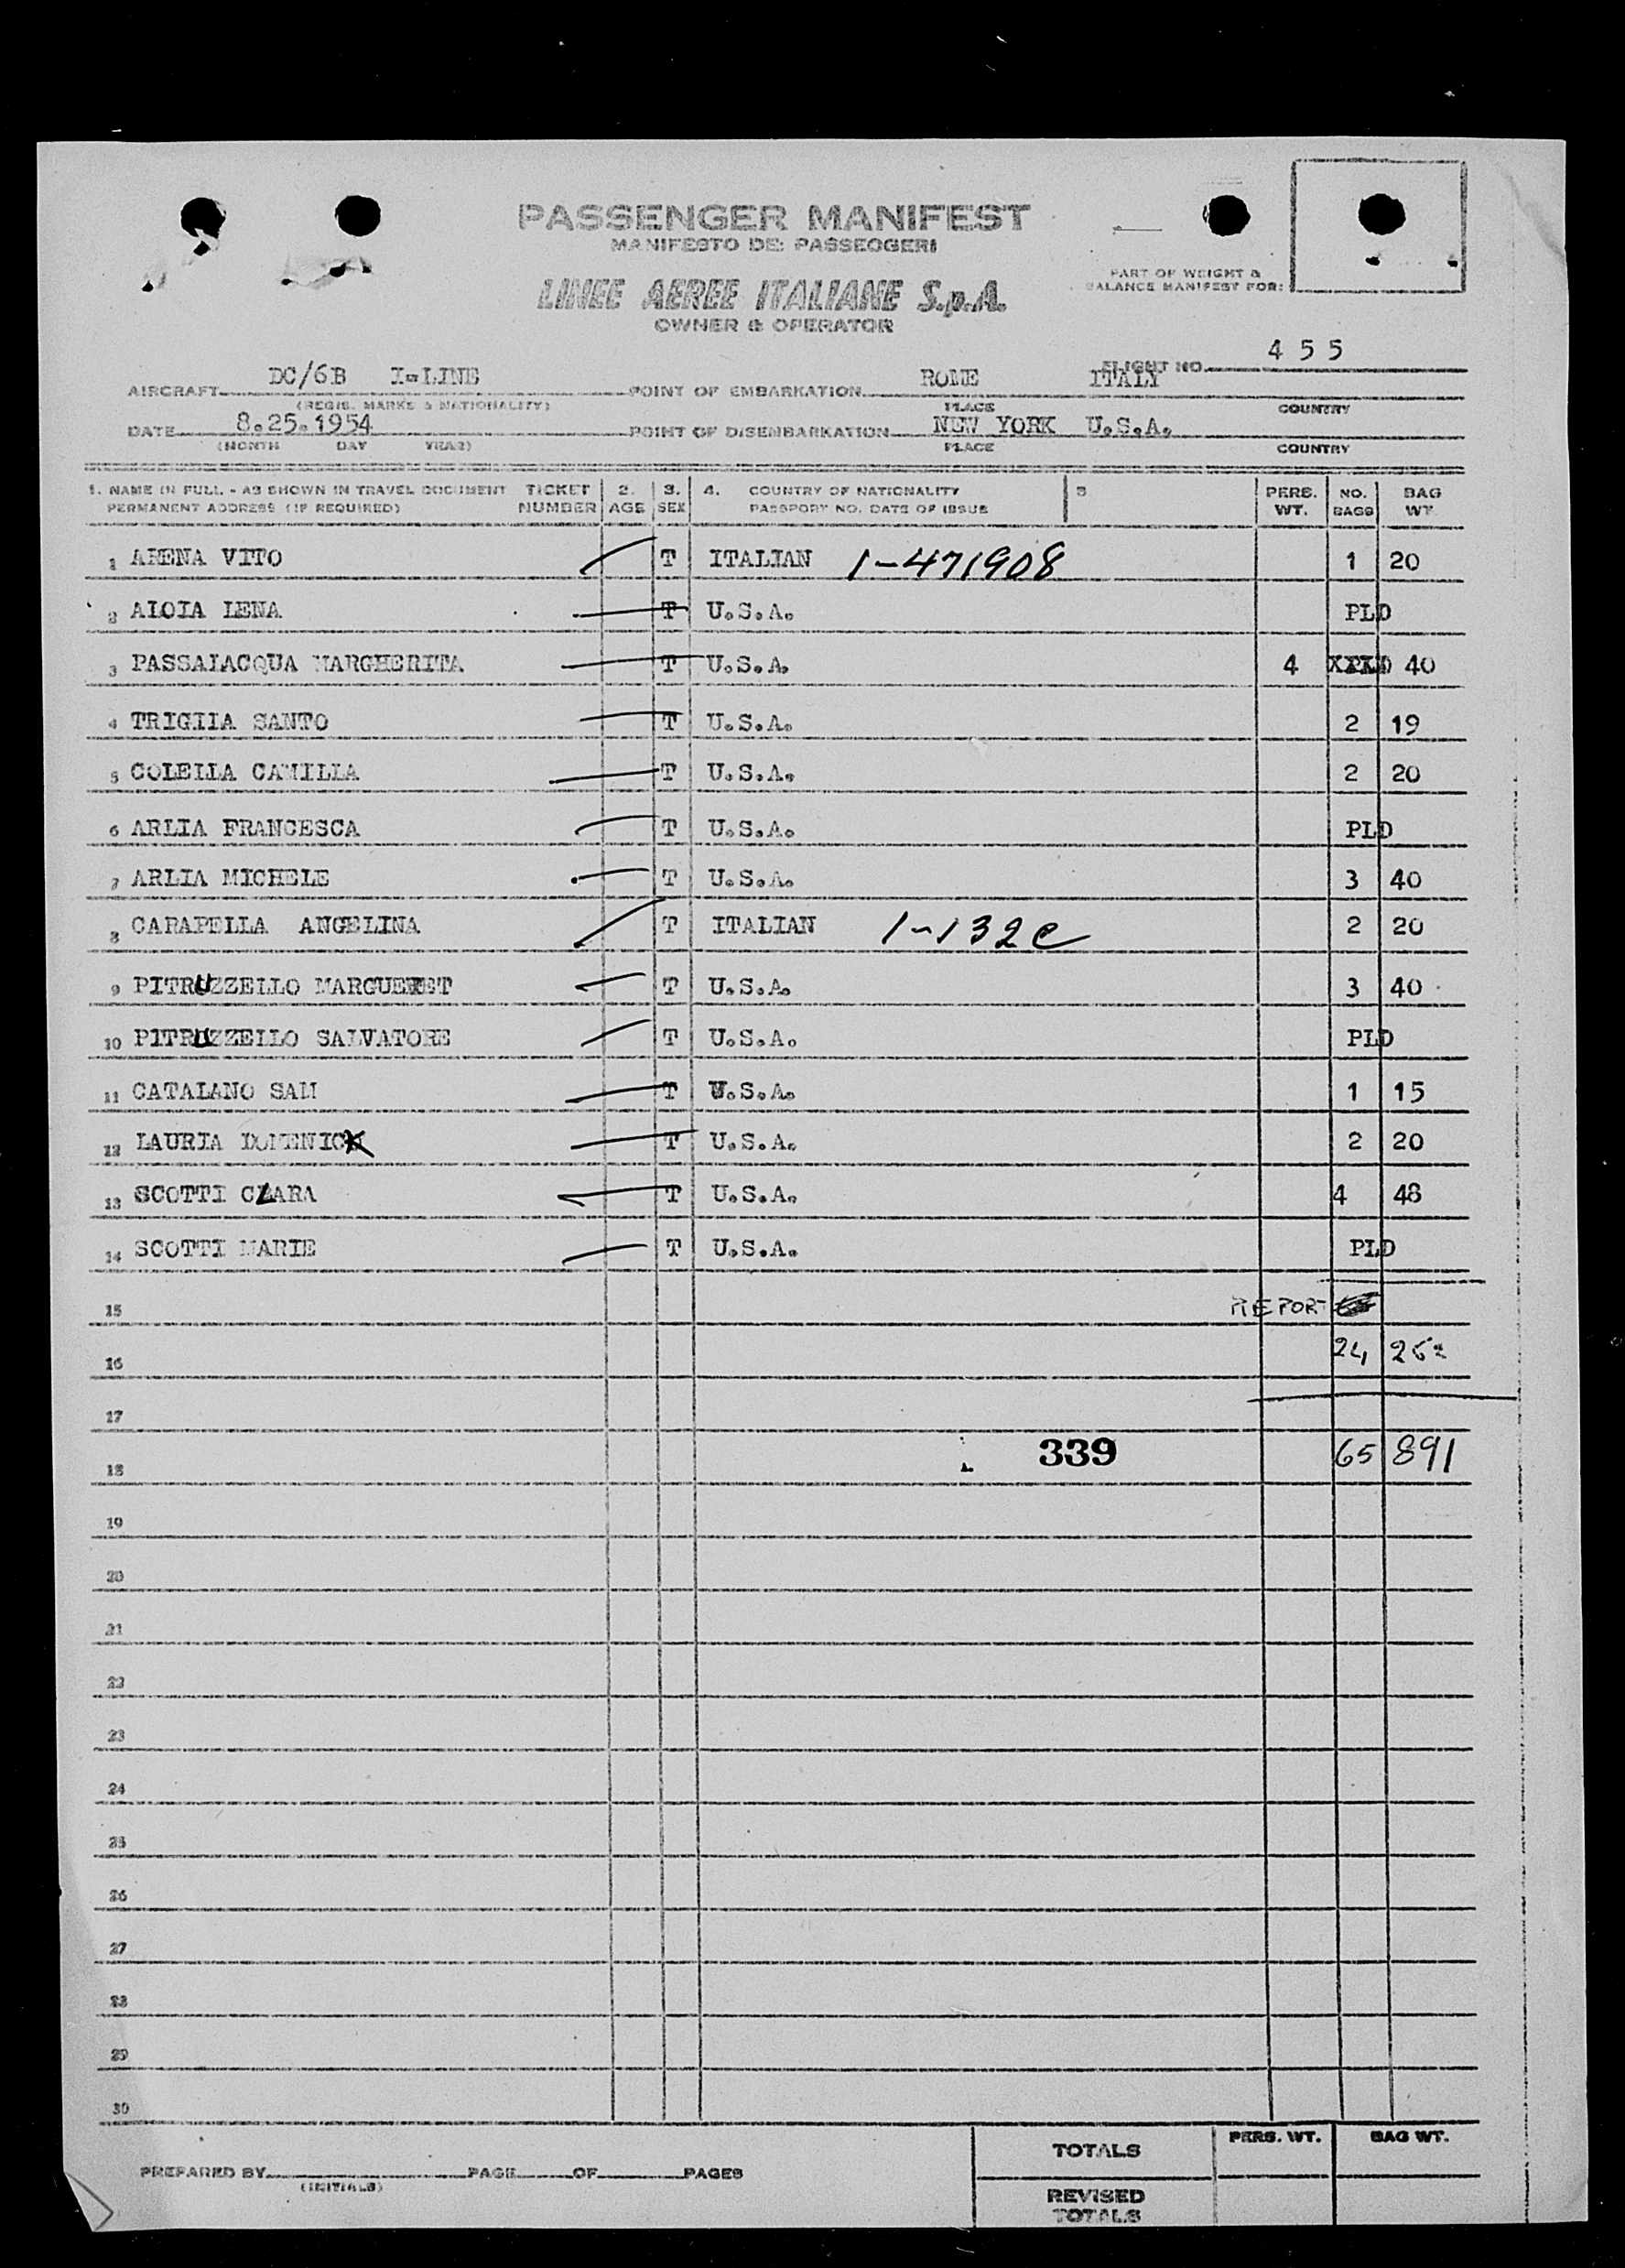 PASSENGER MANIFEST
MANIFESTO DEI PASSEGGERI
LINEE AEREE ITALIANE S.p.A.
OWNER & OPERATOR
PART OF WEIGHT &
BALANCE MANIFEST FOR:
FLIGHT NO. 4 5 5
AIRCRAFT DC/6B I-LINE POINT OF EMBARKATION ROME ITALY
(REGIS. MARKS & NATIONALITY) PLACE COUNTRY
DATE 8.25.1954 POINT OF DISEMBARKATION NEW YORK U.S.A.
(MONTH DAY YEAR) PLACE COUNTRY
1. NAME IN FULL - AS SHOWN IN TRAVEL DOCUMENT TICKET 2. 3. 4. COUNTRY OF NATIONALITY 5 PERS. NO. BAG
PERMANENT ADDRESS (IF REQUIRED) NUMBER AGE SEX PASSPORT NO. DATE OF ISSUE WT. BAGS WT.
1 ARENA VITO T ITALIAN 1-471908 1 20
2 AIOIA LENA T U.S.A. PLD
3 PASSALACQUA MARGHERITA T U.S.A. 4 40
4 TRIGIIA SANTO T U.S.A. 2 19
5 COLELLA CAMILLA T U.S.A. 2 20
6 ARLIA FRANCESCA T U.S.A. PLD
7 ARLIA MICHELE T U.S.A. 3 40
8 CARAPELLA ANGELINA T ITALIAN 1-132 2 20
9 PITRUZZELLO T U.S.A. 3 40
10 PITRUZZELLO SALVATORE T U.S.A. PLD
11 CATALANO SAM T U.S.A. 1 15
12 LAURIA DOMENICK T U.S.A. 2 20
13 SCOTTI CLARA T U.S.A. 4 48
14 SCOTTI MARIE T U.S.A. PLD
15 REPORT
16 24
17
18 339 65 891
19
20
21
22
23
24
25
26
27
28
29
30
PREPARED BY PAGE OF PAGES TOTALS PERS. WT. BAG WT.
(INITIALS)
REVISED
TOTALS